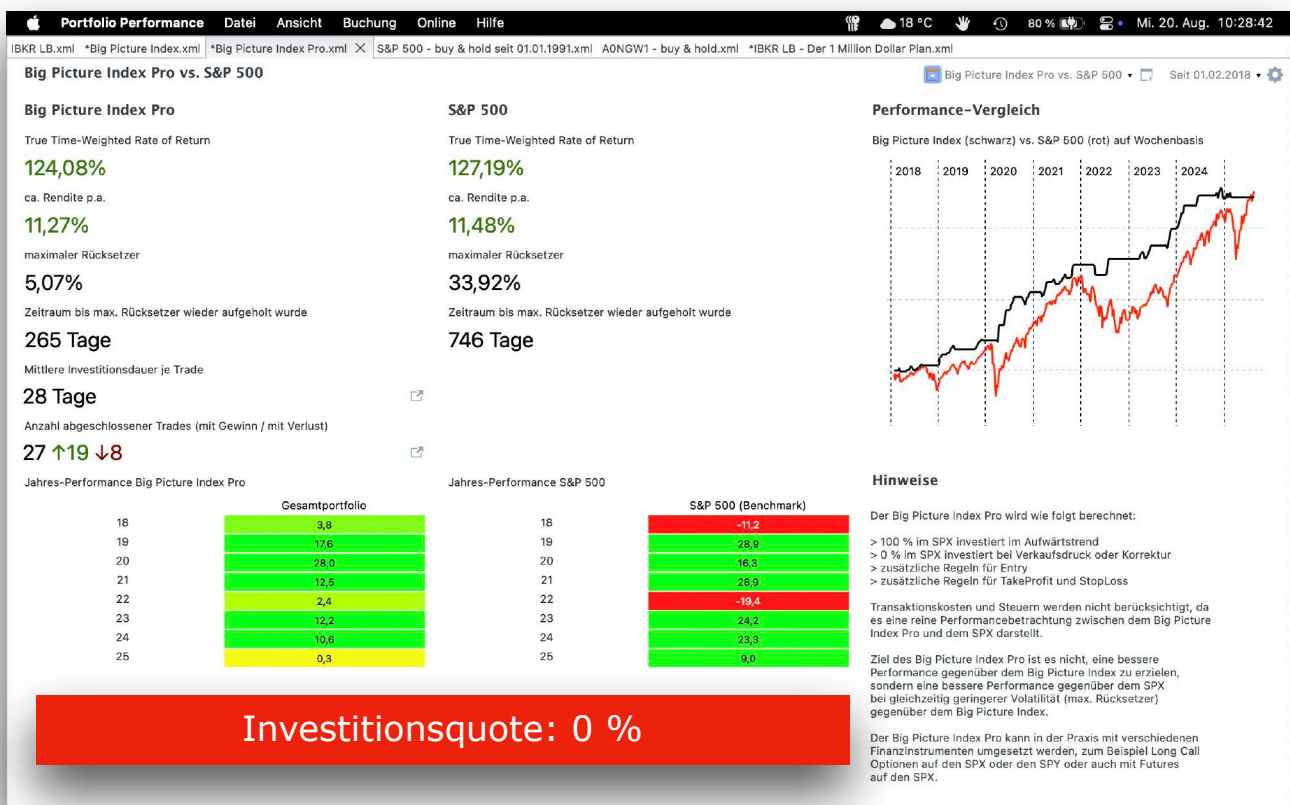 Portfolio Performance Datei Ansicht Buchung Online Hilfe 18 °C 80 % Mi. 20. Aug. 10:28:42
IBKR LB.xml *Big Picture Index.xml *Big Picture Index Pro.xml S&P 500 - buy & hold seit 01.01.1991.xml A0NGW1 - buy & hold.xml *IBKR LB - Der 1 Million Dollar Plan.xml
Big Picture Index Pro vs. S&P 500
Big Picture Index Pro vs. S&P 500 Seit 01.02.2018
Big Picture Index Pro
True Time-Weighted Rate of Return
124,08%
ca. Rendite p.a.
11,27%
maximaler Rücksetzer
5,07%
Zeitraum bis max. Rücksetzer wieder aufgeholt wurde
265 Tage
Mittlere Investitionsdauer je Trade
28 Tage
Anzahl abgeschlossener Trades (mit Gewinn / mit Verlust)
27 ↑19 ↓8
Jahres-Performance Big Picture Index Pro
Gesamtportfolio
18 3,8
19 17,6
20 28,0
21 12,5
22 2,4
23 12,2
24 10,6
25 0,3
S&P 500
True Time-Weighted Rate of Return
127,19%
ca. Rendite p.a.
11,48%
maximaler Rücksetzer
33,92%
Zeitraum bis max. Rücksetzer wieder aufgeholt wurde
746 Tage
Jahres-Performance S&P 500
S&P 500 (Benchmark)
18 -11,2
19 28,9
20 16,3
21 26,9
22 -19,4
23 24,2
24 23,3
25 9,0
Performance-Vergleich
Big Picture Index (schwarz) vs. S&P 500 (rot) auf Wochenbasis
2018 2019 2020 2021 2022 2023 2024
Hinweise
Der Big Picture Index Pro wird wie folgt berechnet:
> 100 % im SPX investiert im Aufwärtstrend
> 0 % im SPX investiert bei Verkaufsdruck oder Korrektur
> zusätzliche Regeln für Entry
> zusätzliche Regeln für TakeProfit und StopLoss
Transaktionskosten und Steuern werden nicht berücksichtigt, da
es eine reine Performancebetrachtung zwischen dem Big Picture
Index Pro und dem SPX darstellt.
Ziel des Big Picture Index Pro ist es nicht, eine bessere
Performance gegenüber dem Big Picture Index zu erzielen,
sondern eine bessere Performance gegenüber dem SPX
bei gleichzeitig geringerer Volatilität (max. Rücksetzer)
gegenüber dem Big Picture Index.
Der Big Picture Index Pro kann in der Praxis mit verschiedenen
Finanzinstrumenten umgesetzt werden, zum Beispiel Long Call
Optionen auf den SPX oder den SPY oder auch mit Futures
auf den SPX.
Investitionsquote: 0 %